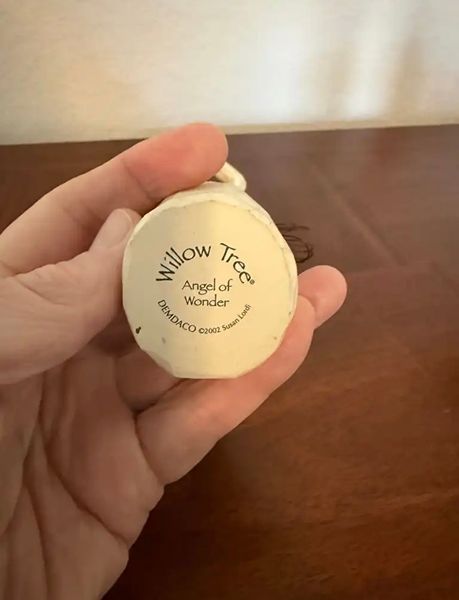 Willow Tree®
Angel of
Wonder
DEMDACO ©2002 Susan Lordi